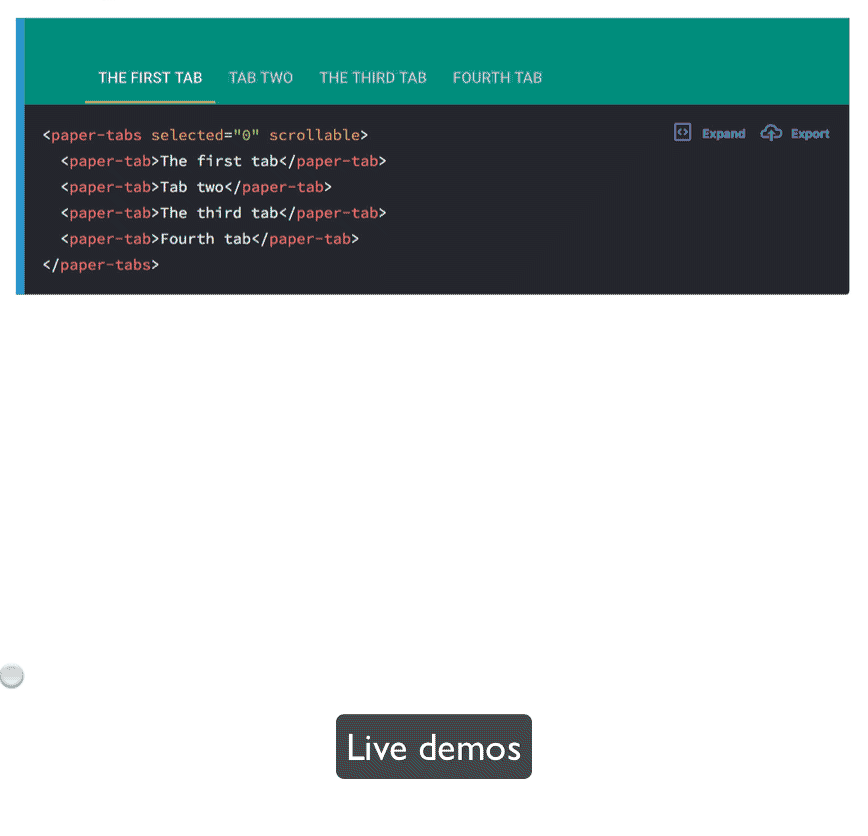 THE FIRST TAB TAB TWO THE THIRD TAB FOURTH TAB
<paper-tabs selected="0" scrollable> Expand Export
<paper-tab>The first tab</paper-tab>
<paper-tab>Tab two</paper-tab>
<paper-tab>The third tab</paper-tab>
<paper-tab>Fourth tab</paper-tab>
</paper-tabs>
Live demos